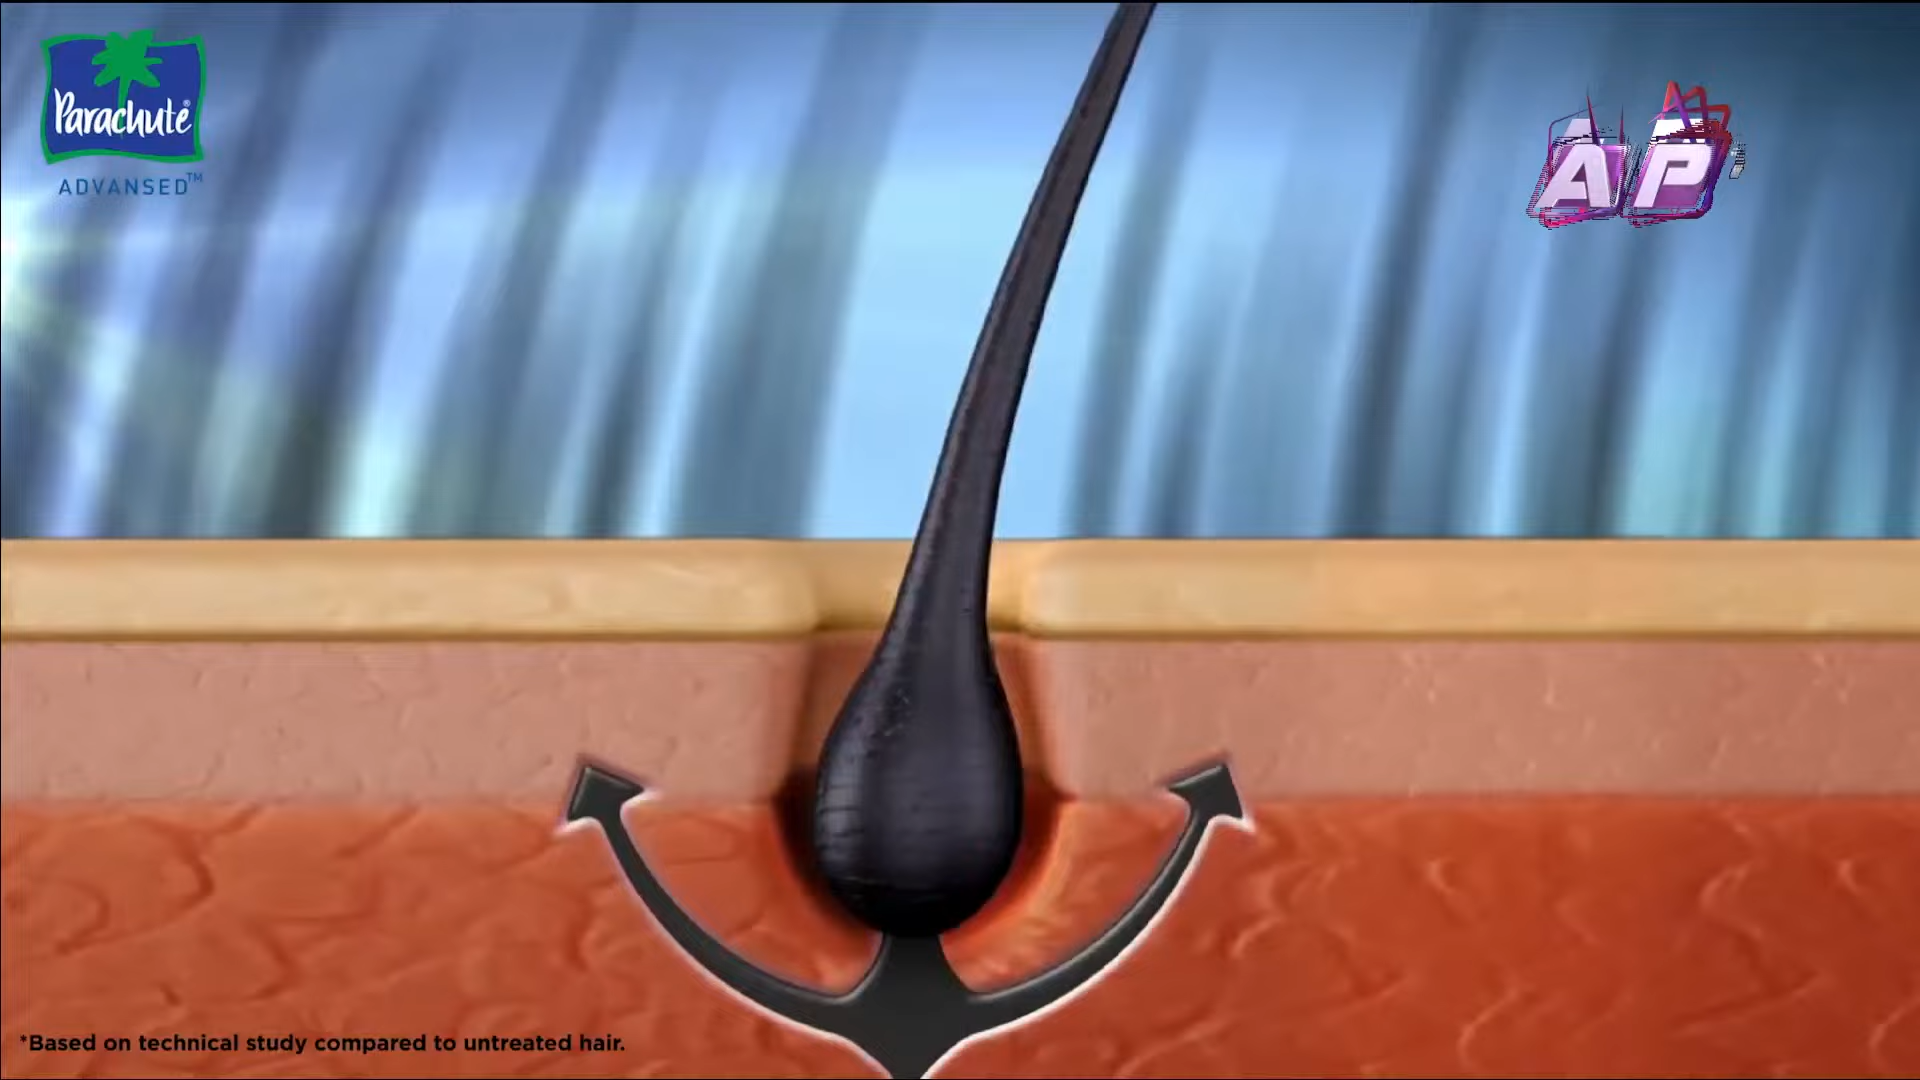 Parachute®
ADVANSED™
AP
*Based on technical study compared to untreated hair.